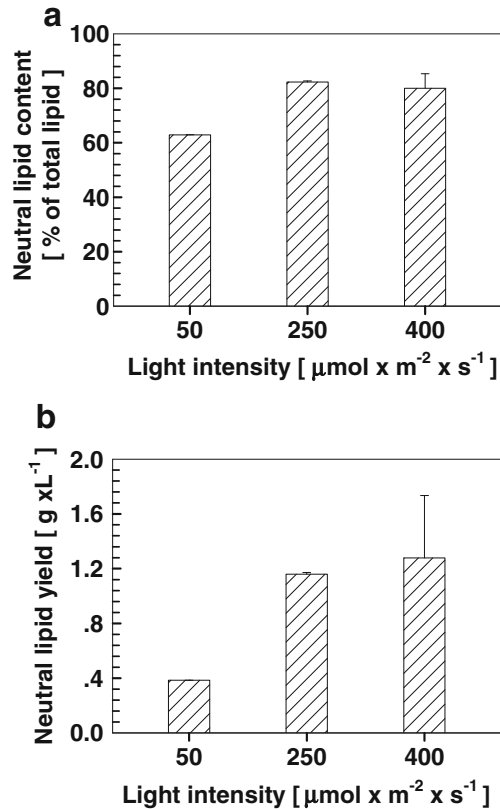 a
Neutral lipid content
[ % of total lipid ]
100
80
60
40
20
0
50 250 400
Light intensity [ μmol x m⁻² x s⁻¹ ]
b
Neutral lipid yield [ g xL⁻¹ ]
2.0
1.6
1.2
.8
.4
0.0
50 250 400
Light intensity [ μmol x m⁻² x s⁻¹ ]